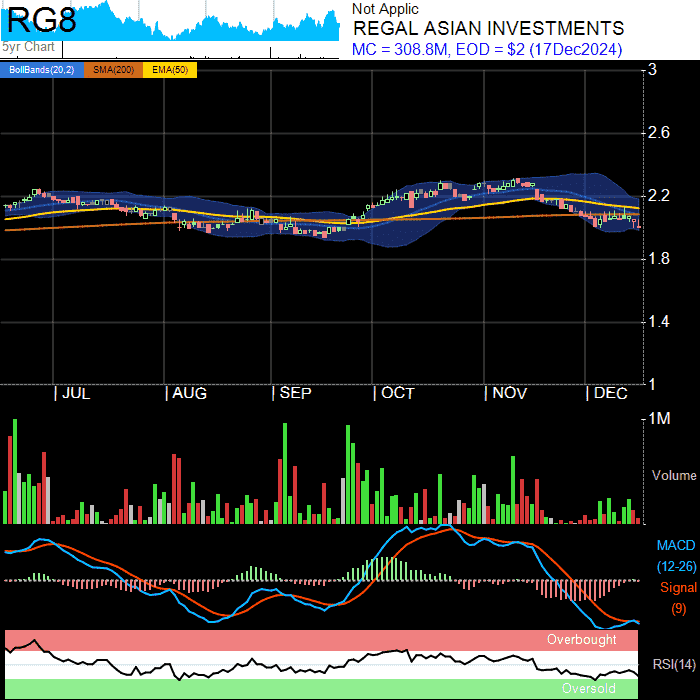 RG8
5yr Chart
Not Applic
REGAL ASIAN INVESTMENTS
MC = 308.8M, EOD = $2 (17Dec2024)
BollBands(20,2) SMA(200) EMA(50)
3
2.6
2.2
1.8
1.4
1
JUL AUG SEP OCT NOV DEC
1M
Volume
MACD
(12-26)
Signal
(9)
Overbought
RSI(14)
Oversold